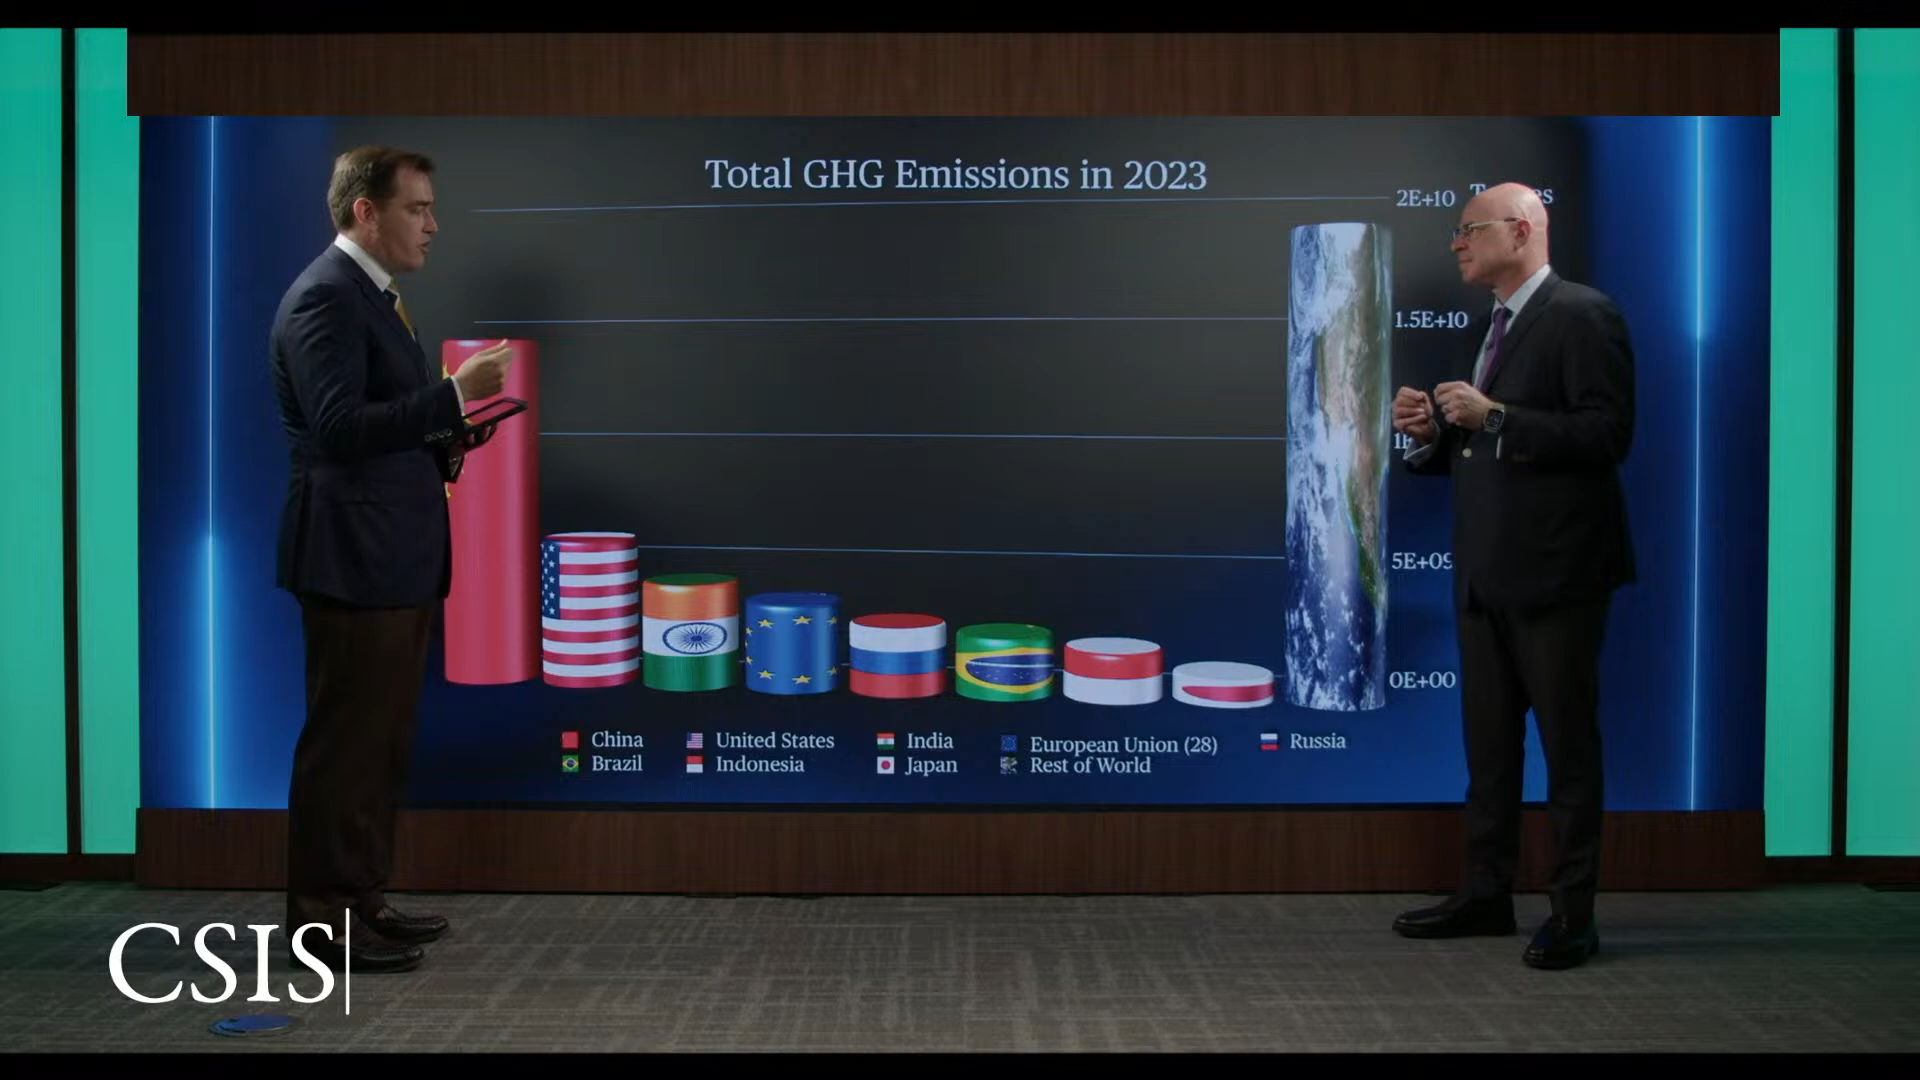 Total GHG Emissions in 2023
2E+10
1.5E+10
5E+09
0E+00
China
United States
India
European Union (28)
Russia
Brazil
Indonesia
Japan
Rest of World
CSIS